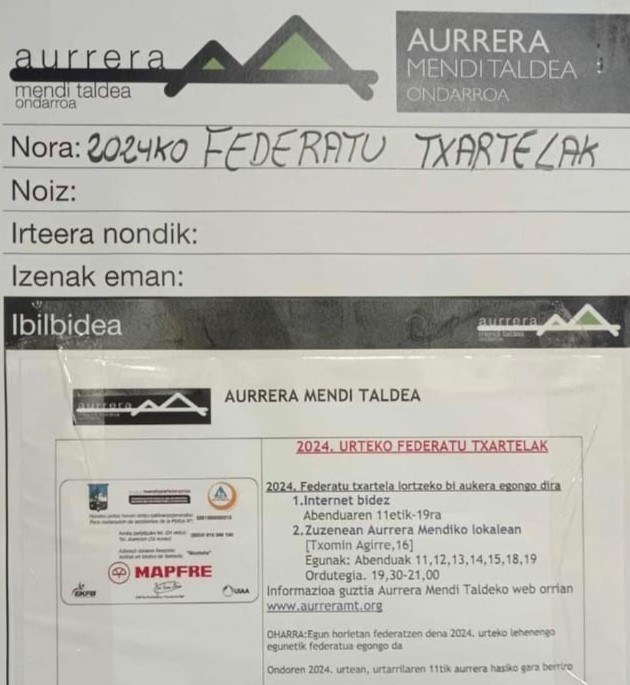 aurrera
mendi taldea
ondarroa
AURRERA
MENDI TALDEA
ONDARROA
Nora: 2024KO FEDERATU TXARTELAK
Noiz:
Irteera nondik:
Izenak eman:
Ibilbidea
aurrera
mendi taldea
aurrera
AURRERA MENDI TALDEA
2024. URTEKO FEDERATU TXARTELAK
2024. Federatu txartela lortzeko bi aukera egongo dira
1.Internet bidez
Abenduaren 11etik-19ra
2.Zuzenean Aurrera Mendiko lokalean
[Txomin Agirre,16]
Egunak: Abenduak 11,12,13,14,15,18,19
Ordutegia. 19,30-21,00
Informazioa guztia Aurrera Mendi Taldeko web orrian
www.aurreramt.org
OHARRA:Egun horietan federatzen dena 2024. urteko lehenengo
egunetik federatua egongo da
Ondoren 2024. urtean, urtarrilaren 11tik aurrera hasiko gara berriro
MAPFRE
UIAA